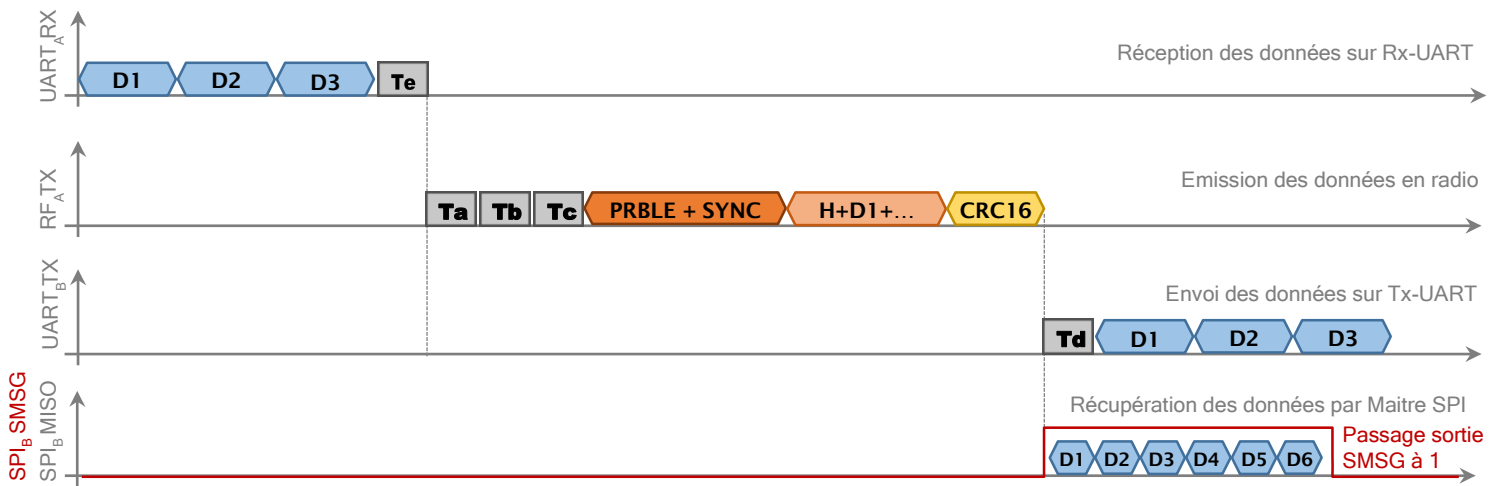 UART_A RX
D1 D2 D3 Te
Réception des données sur Rx-UART
RF_A TX
Ta Tb Tc PRBLE + SYNC H+D1+... CRC16
Emission des données en radio
UART_B TX
Td D1 D2 D3
Envoi des données sur Tx-UART
SPI_B SMSG
SPI_B MISO
Récupération des données par Maitre SPI
D1 D2 D3 D4 D5 D6
Passage sortie
SMSG à 1